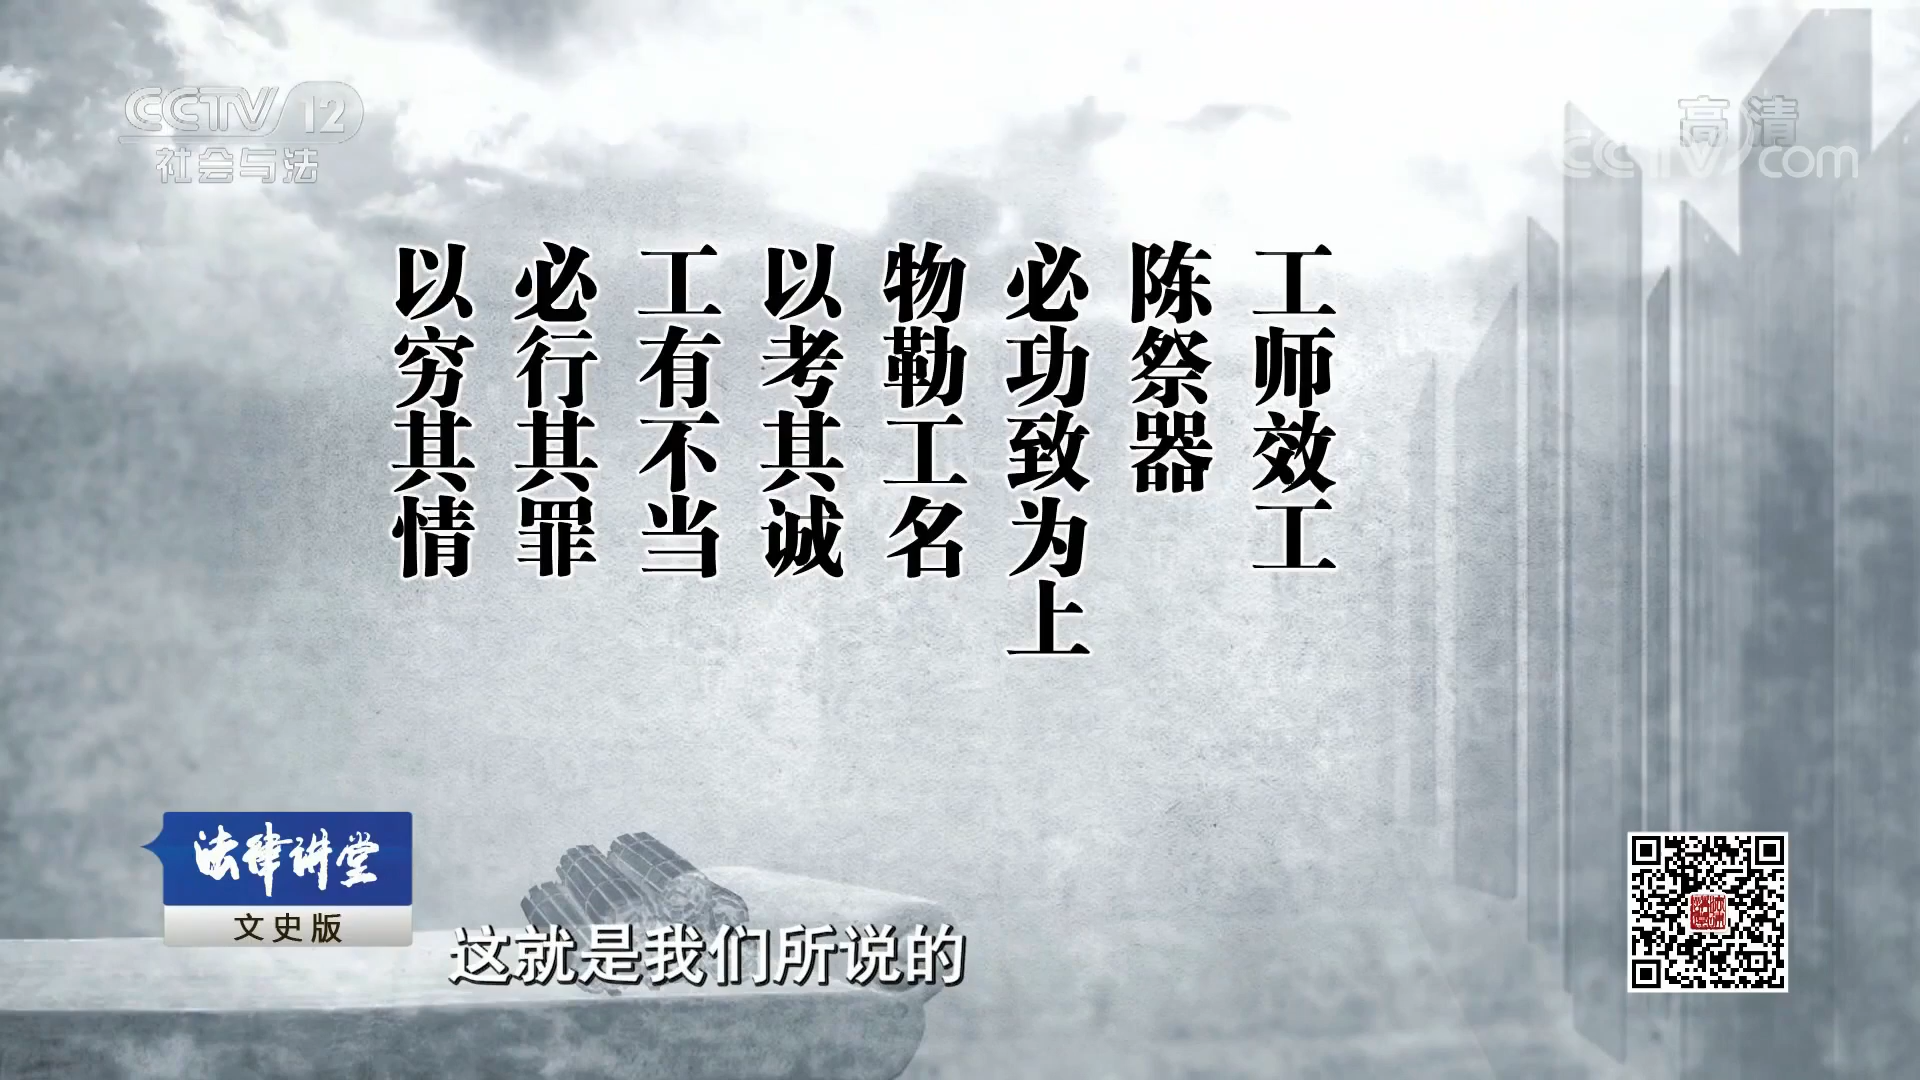 CCTV 12
社会与法
高清
CCTV.com
工师效工
陈祭器
必功致为上
物勒工名
以考其诚
工有不当
必行其罪
以穷其情
法律讲堂
文史版
这就是我们所说的